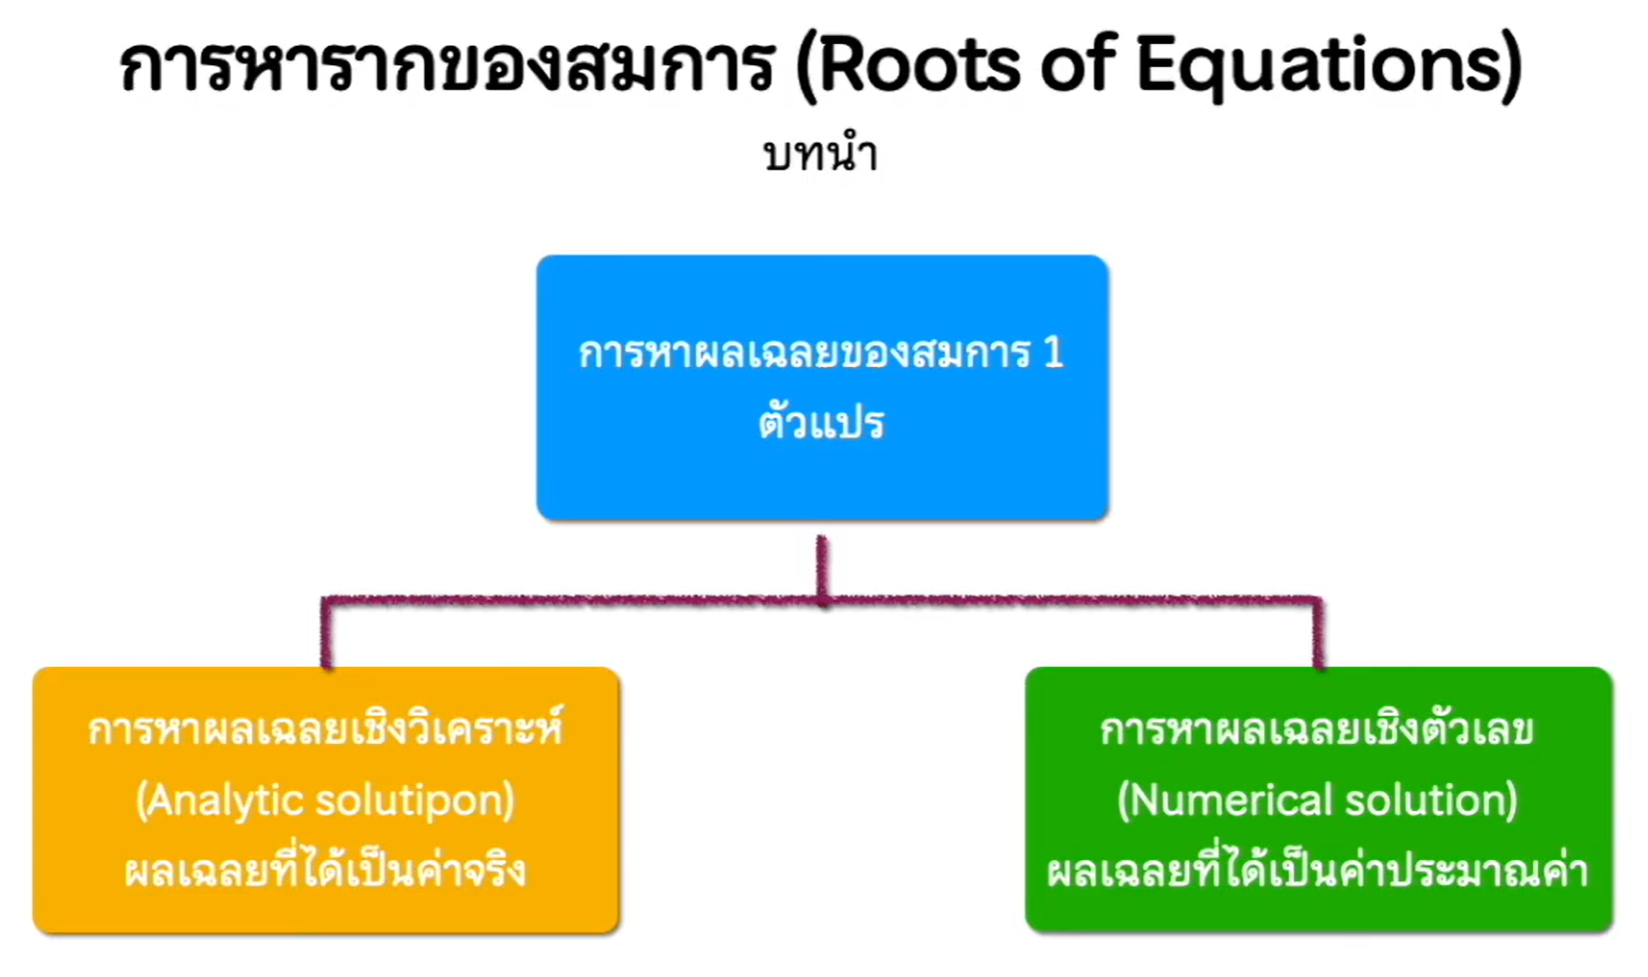 การหารากของสมการ (Roots of Equations)
บทนำ
การหาผลเฉลยของสมการ 1
ตัวแปร
การหาผลเฉลยเชิงวิเคราะห์
(Analytic solutipon)
ผลเฉลยที่ได้เป็นค่าจริง
การหาผลเฉลยเชิงตัวเลข
(Numerical solution)
ผลเฉลยที่ได้เป็นค่าประมาณค่า